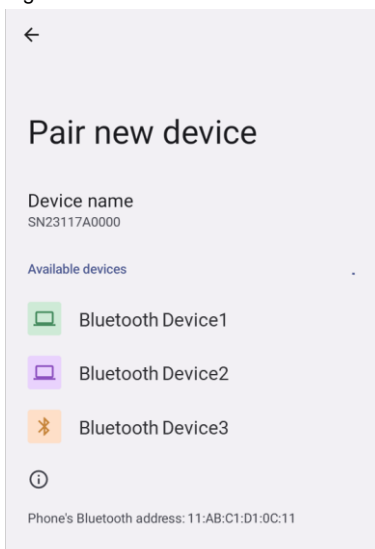 Pair new device
Device name
SN23117A0000
Available devices
Bluetooth Device1
Bluetooth Device2
Bluetooth Device3
Phone's Bluetooth address: 11:AB:C1:D1:0C:11